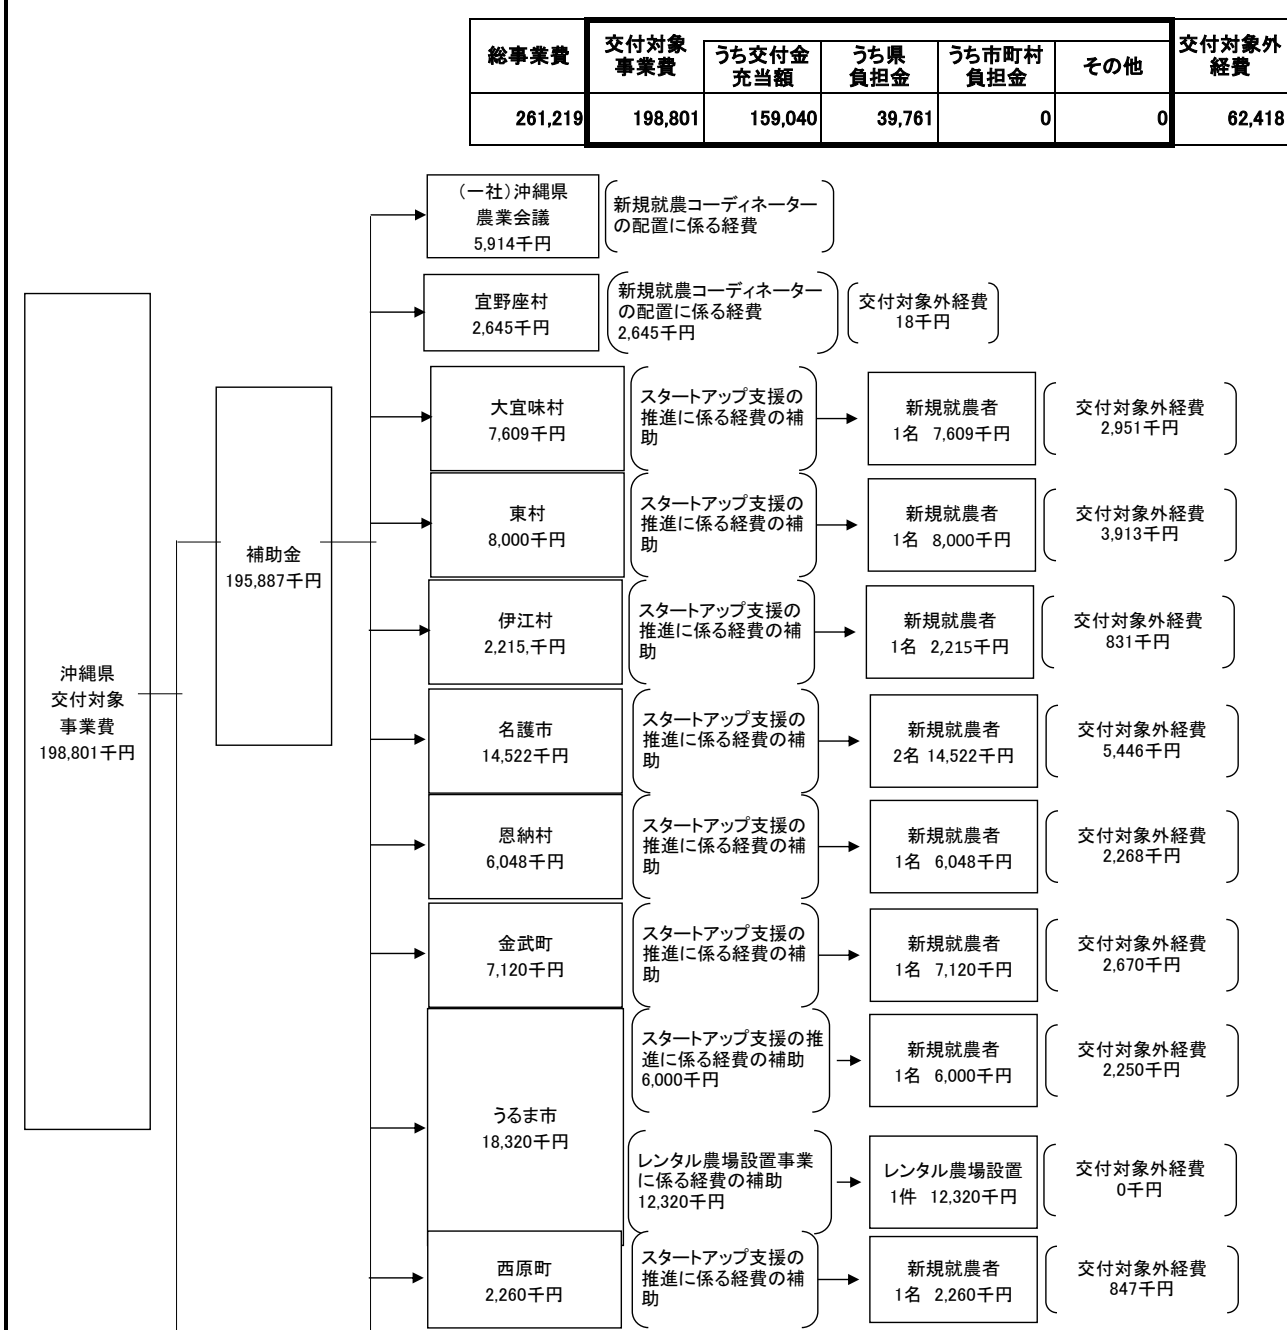 総事業費
交付対象
事業費
うち交付金
充当額
うち県
負担金
うち市町村
負担金
その他
交付対象外
経費
261,219
198,801
159,040
39,761
0
0
62,418
（一社）沖縄県
農業会議
5,914千円
新規就農コーディネーター
の配置に係る経費
宜野座村
2,645千円
新規就農コーディネーター
の配置に係る経費
2,645千円
交付対象外経費
18千円
大宜味村
7,609千円
スタートアップ支援の
推進に係る経費の補
助
新規就農者
1名 7,609千円
交付対象外経費
2,951千円
東村
8,000千円
スタートアップ支援の
推進に係る経費の補
助
新規就農者
1名 8,000千円
交付対象外経費
3,913千円
補助金
195,887千円
伊江村
2,215,千円
スタートアップ支援の
推進に係る経費の補
助
新規就農者
1名 2,215千円
交付対象外経費
831千円
沖縄県
交付対象
事業費
198,801千円
名護市
14,522千円
スタートアップ支援の
推進に係る経費の補
助
新規就農者
2名 14,522千円
交付対象外経費
5,446千円
恩納村
6,048千円
スタートアップ支援の
推進に係る経費の補
助
新規就農者
1名 6,048千円
交付対象外経費
2,268千円
金武町
7,120千円
スタートアップ支援の
推進に係る経費の補
助
新規就農者
1名 7,120千円
交付対象外経費
2,670千円
うるま市
18,320千円
スタートアップ支援の推
進に係る経費の補助
6,000千円
新規就農者
1名 6,000千円
交付対象外経費
2,250千円
レンタル農場設置事業
に係る経費の補助
12,320千円
レンタル農場設置
1件 12,320千円
交付対象外経費
0千円
西原町
2,260千円
スタートアップ支援の
推進に係る経費の補
助
新規就農者
1名 2,260千円
交付対象外経費
847千円